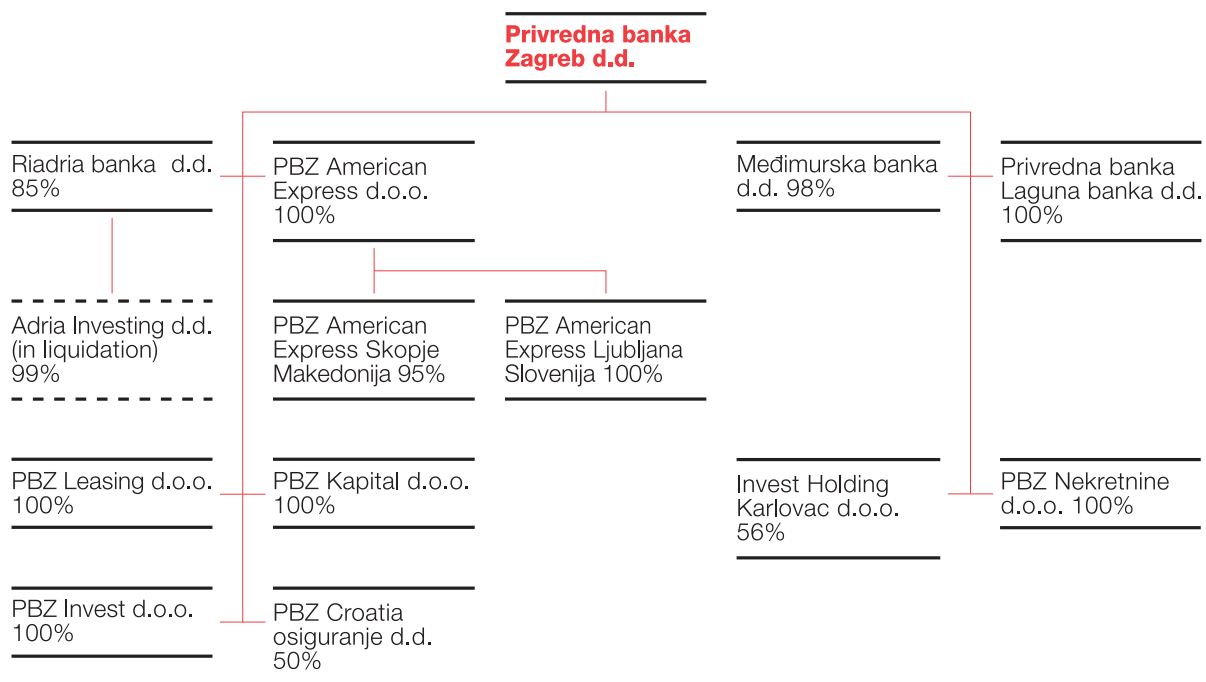 Privredna banka
Zagreb d.d.
Riadria banka d.d.
85%
PBZ American
Express d.o.o.
100%
Međimurska banka
d.d. 98%
Privredna banka
Laguna banka d.d.
100%
Adria Investing d.d.
(in liquidation)
99%
PBZ American
Express Skopje
Makedonija 95%
PBZ American
Express Ljubljana
Slovenija 100%
PBZ Leasing d.o.o.
100%
PBZ Kapital d.o.o.
100%
Invest Holding
Karlovac d.o.o.
56%
PBZ Nekretnine
d.o.o. 100%
PBZ Invest d.o.o.
100%
PBZ Croatia
osiguranje d.d.
50%